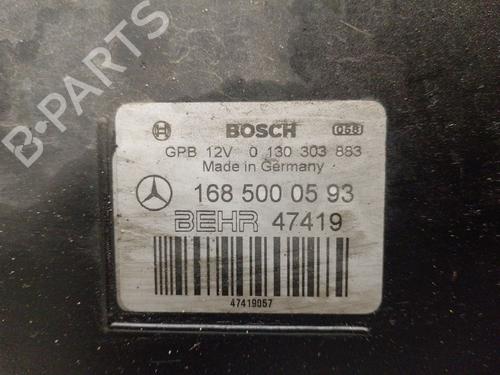 B-PARTS
BOSCH 058
GPB 12V 0 130 303 883
Made in Germany
168 500 05 93
BEHR 47419
47419057